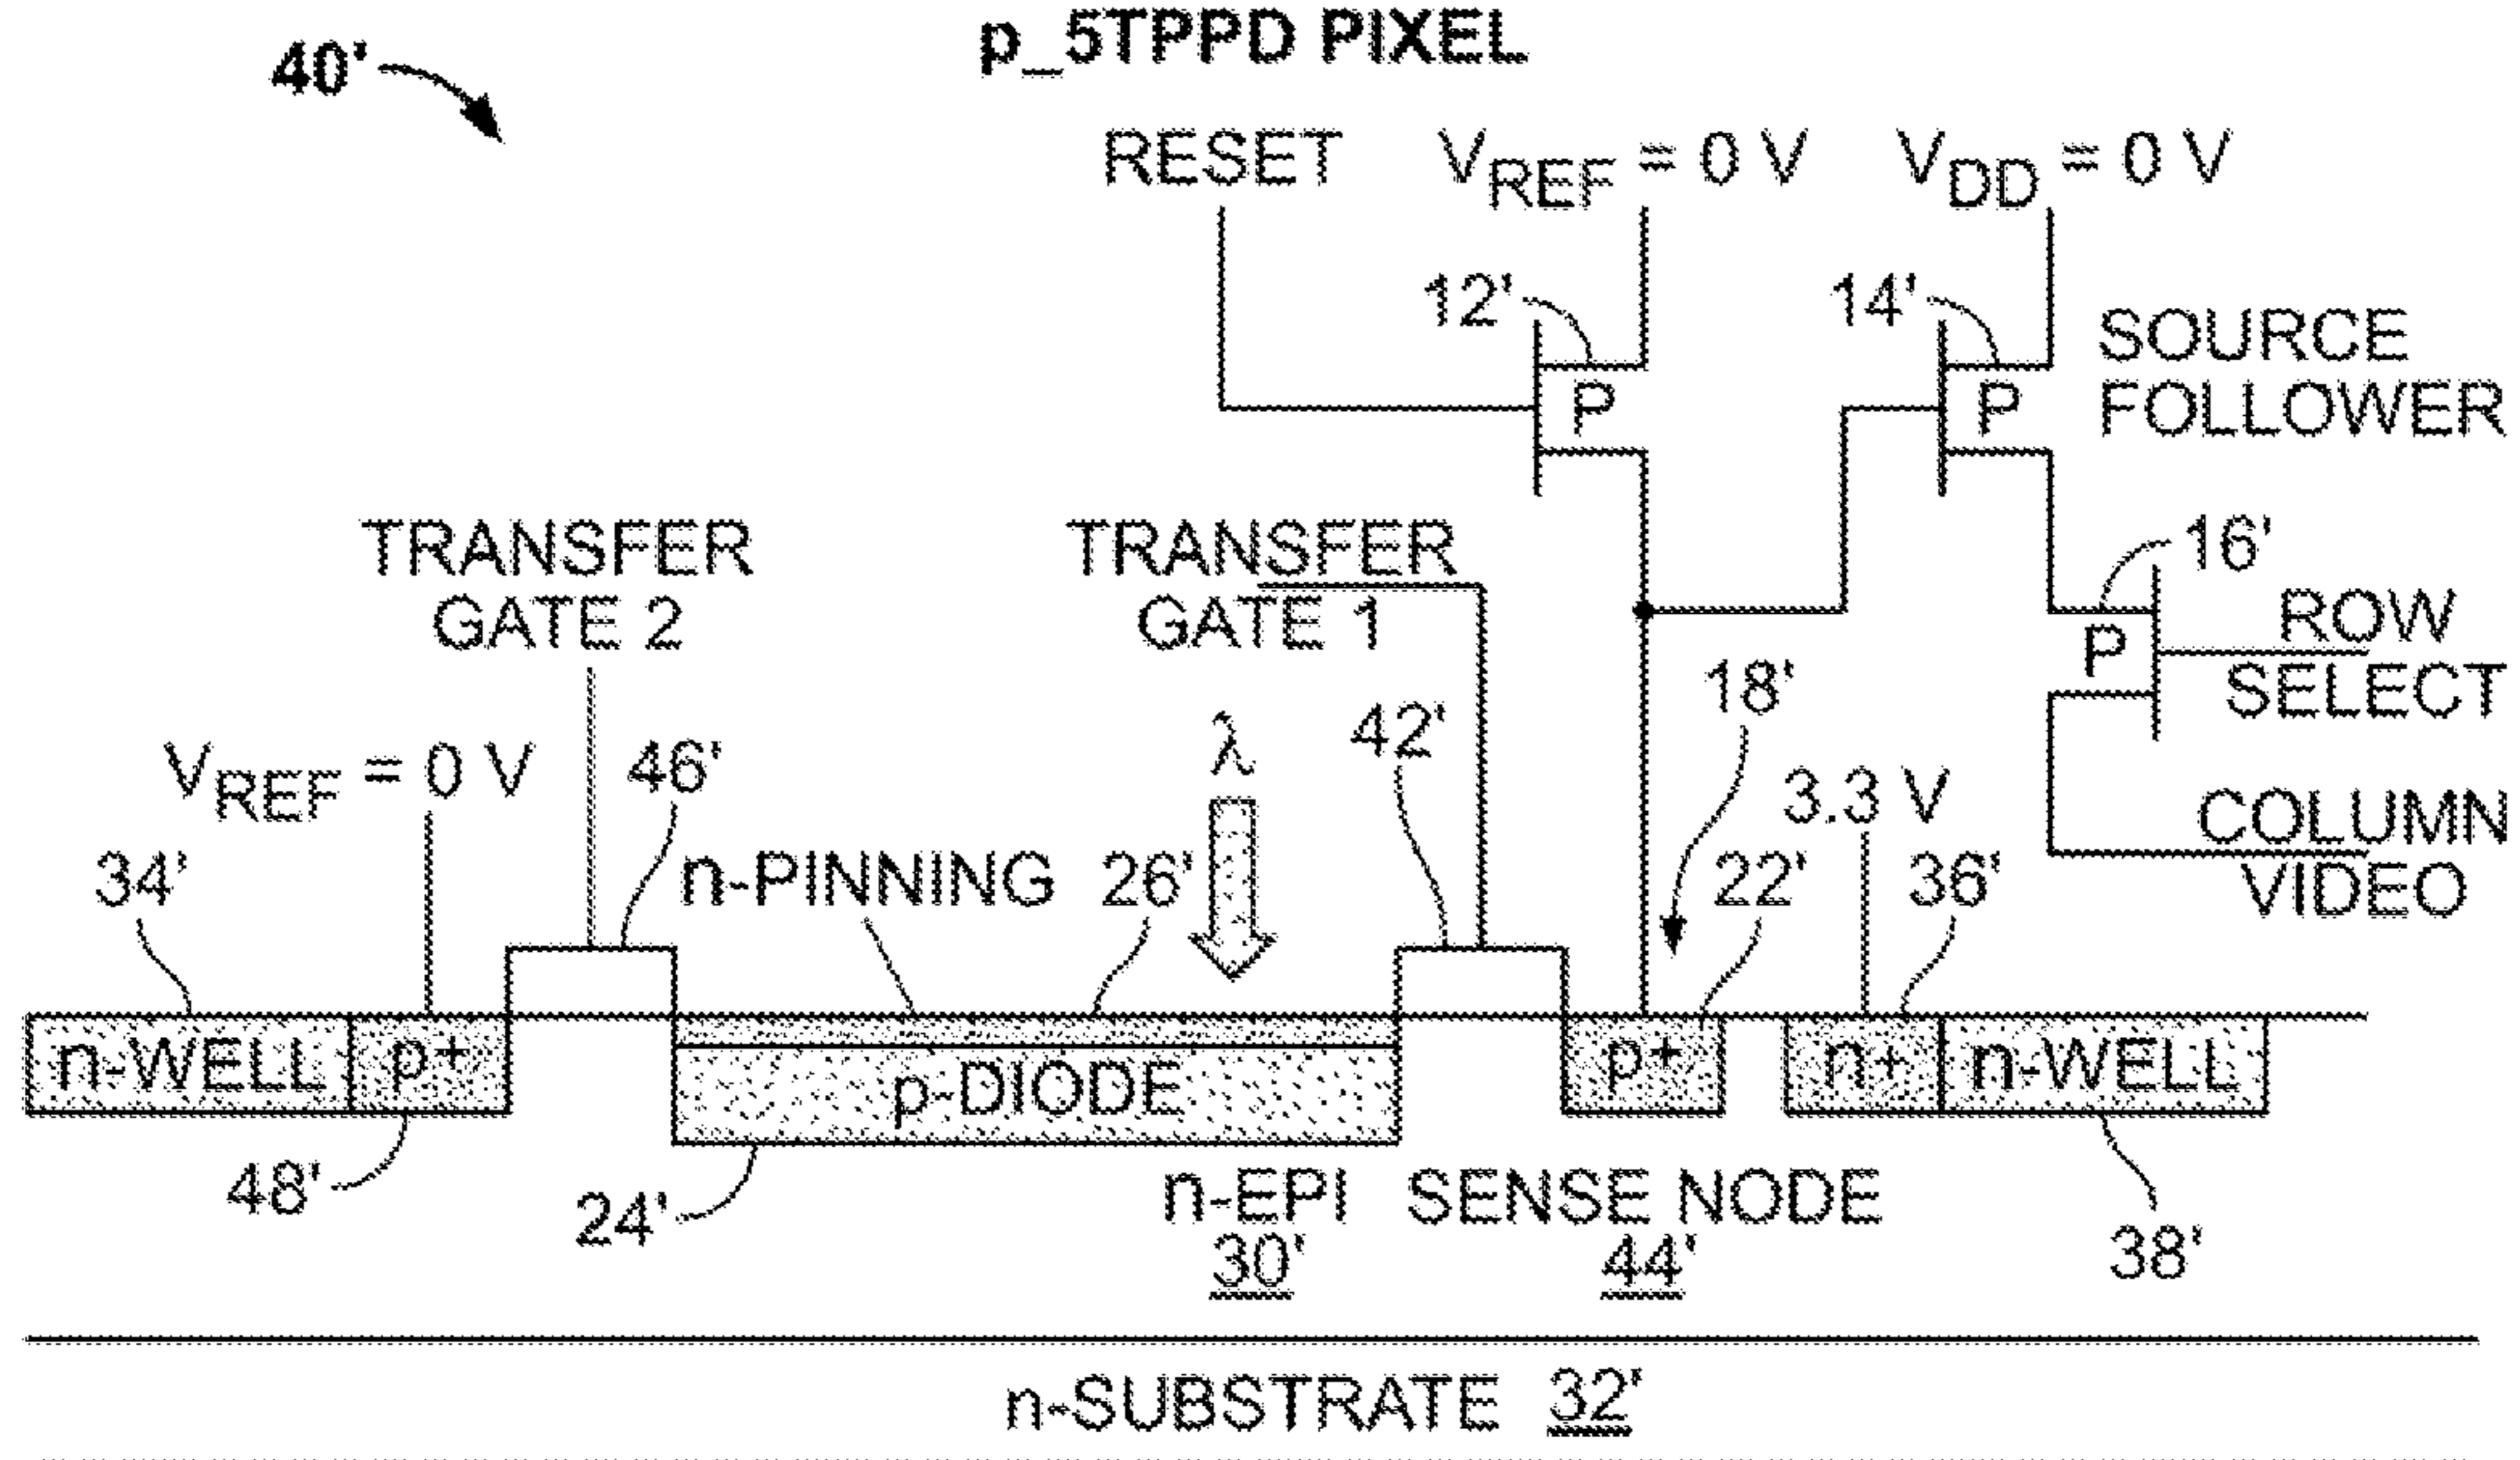 p_5TPPD PIXEL
40'
RESET
VREF = 0 V
VDD = 0 V
12'
14'
SOURCE
FOLLOWER
P
P
16'
TRANSFER
GATE 2
TRANSFER
GATE 1
ROW
SELECT
P
18'
VREF = 0 V
46'
λ
42'
3.3 V
COLUMN
VIDEO
34'
n-PINNING
26'
22'
36'
n-WELL
p+
p-DIODE
p+
n+
n-WELL
48'
24'
n-EPI
30'
SENSE NODE
44'
38'
n-SUBSTRATE 32'